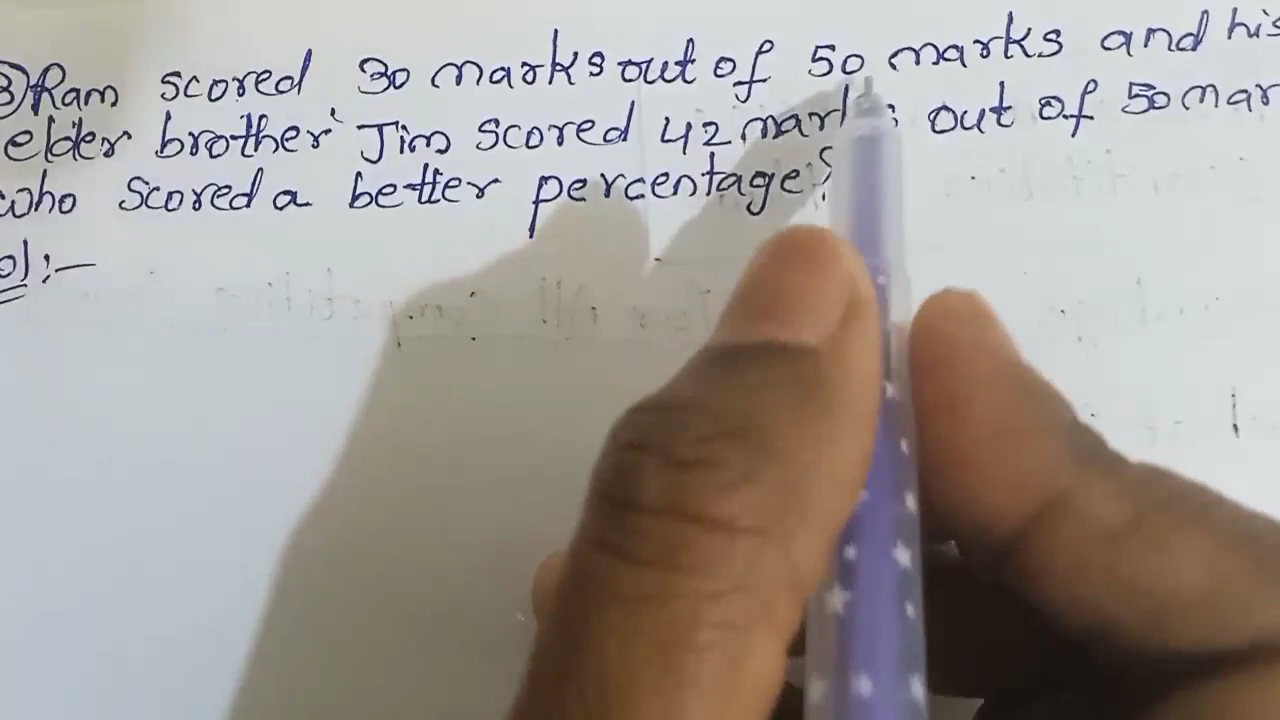 3) Ram scored 30 marks out of 50 marks and his
elder brother Jim scored 42 marks out of 50 mar
who scored a better percentage?
Sol:-